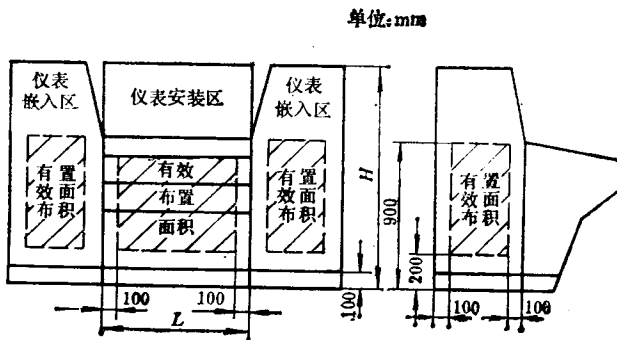 单位:mm
仪表
嵌入区
仪表安装区
仪表
嵌入区
有效
布置
面积
有效布
置面积
有效布
置面积
有效布
置面积
H
900
200
100
100
100
L
100
100